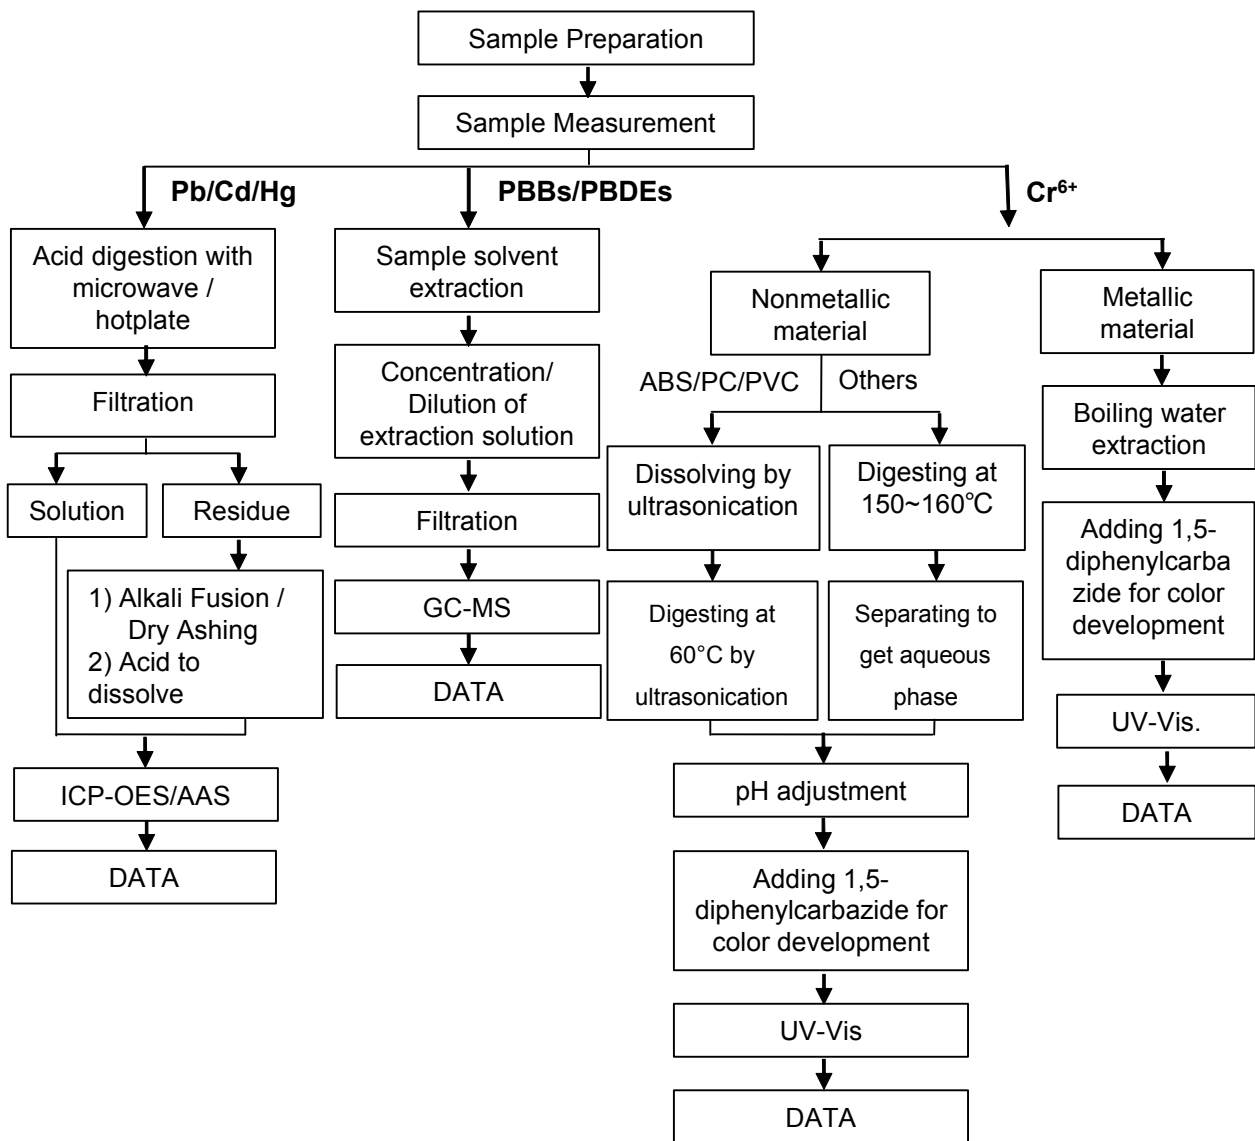 Sample Preparation
Sample Measurement
Pb/Cd/Hg
PBBs/PBDEs
Cr⁶⁺
Acid digestion with
microwave /
hotplate
Filtration
Solution
Residue
1) Alkali Fusion /
Dry Ashing
2) Acid to
dissolve
ICP-OES/AAS
DATA
Sample solvent
extraction
Concentration/
Dilution of
extraction solution
Filtration
GC-MS
DATA
Nonmetallic
material
ABS/PC/PVC
Others
Dissolving by
ultrasonication
Digesting at
60°C by
ultrasonication
Digesting at
150~160℃
Separating to
get aqueous
phase
pH adjustment
Adding 1,5-
diphenylcarbazide for
color development
UV-Vis
DATA
Metallic
material
Boiling water
extraction
Adding 1,5-
diphenylcarba
zide for color
development
UV-Vis.
DATA